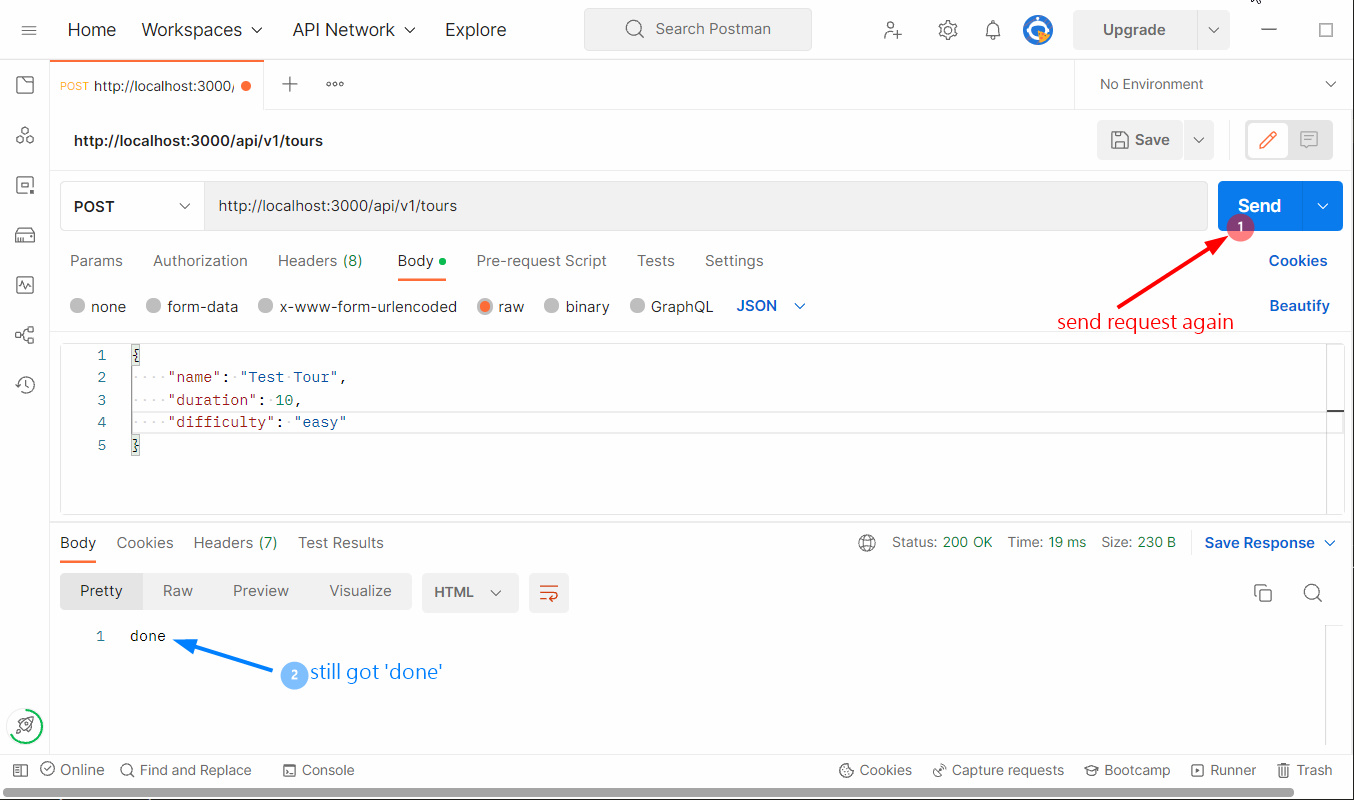 Home Workspaces API Network Explore Search Postman Upgrade
POST http://localhost:3000/ No Environment
http://localhost:3000/api/v1/tours Save
POST http://localhost:3000/api/v1/tours Send
1
Params Authorization Headers (8) Body Pre-request Script Tests Settings Cookies
none form-data x-www-form-urlencoded raw binary GraphQL JSON Beautify
send request again
1 {
2 "name": "Test Tour",
3 "duration": 10,
4 "difficulty": "easy"
5 }
Body Cookies Headers (7) Test Results Status: 200 OK Time: 19 ms Size: 230 B Save Response
Pretty Raw Preview Visualize HTML
1 done
2 still got 'done'
Online Find and Replace Console Cookies Capture requests Bootcamp Runner Trash